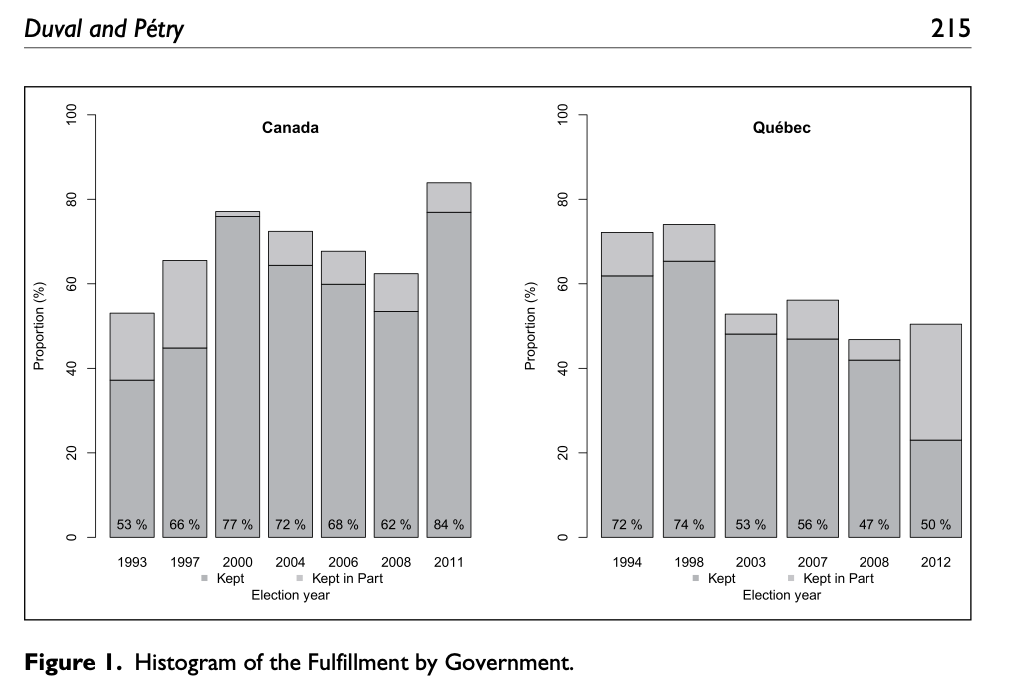 Duval and Pétry 215
Canada
Proportion (%)
100
80
60
40
20
0
53 % 66 % 77 % 72 % 68 % 62 % 84 %
1993 1997 2000 2004 2006 2008 2011
Kept Kept in Part
Election year
Québec
Proportion (%)
100
80
60
40
20
0
72 % 74 % 53 % 56 % 47 % 50 %
1994 1998 2003 2007 2008 2012
Kept Kept in Part
Election year
Figure 1. Histogram of the Fulfillment by Government.